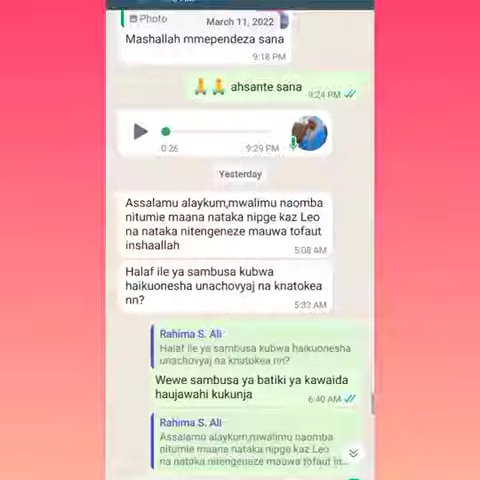 Photo
March 11, 2022
Mashallah mmependeza sana
9:18 PM
🙏🙏 ahsante sana
9:24 PM
0:26
9:29 PM
Yesterday
Assalamu alaykum,mwalimu naomba
nitumie maana nataka nipge kaz Leo
na nataka nitengeneze mauwa tofaut
inshaallah
5:08 AM
Halaf ile ya sambusa kubwa
haikuonesha unachovyaj na knatokea
nn?
5:33 AM
Rahima S. Ali
Halaf ile ya sambusa kubwa haikuonesha
unachovyaj na knatokea nn?
Wewe sambusa ya batiki ya kawaida
haujawahi kukunja
6:40 AM
Rahima S. Ali
Assalamu alaykum,mwalimu naomba
nitumie maana nataka nipge kaz Leo
na nataka nitengeneze mauwa tofaut in...